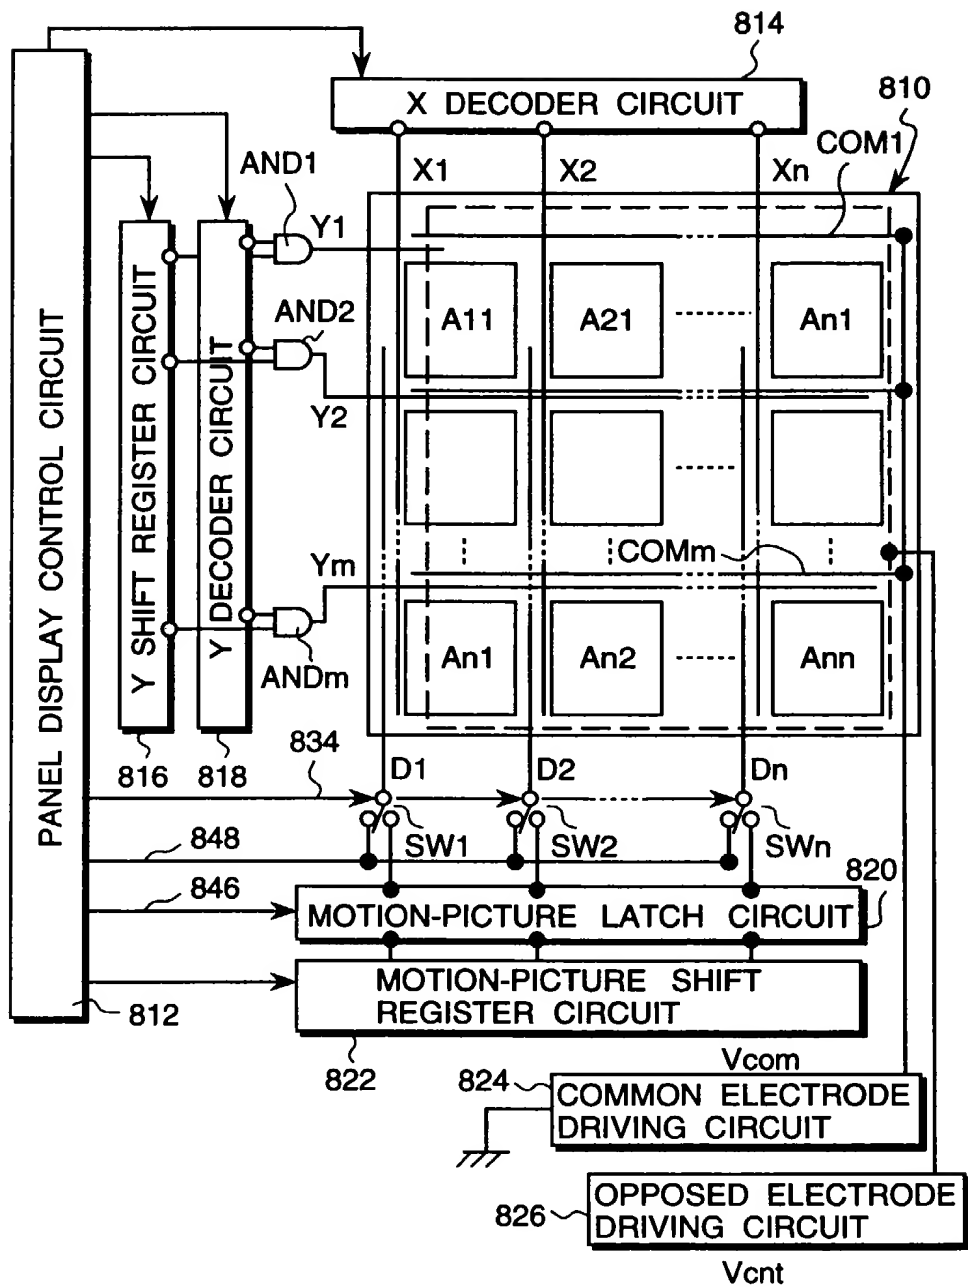 814
X DECODER CIRCUIT
810
COM1
X1
X2
Xn
AND1
Y1
AND2
Y2
Ym
ANDm
PANEL DISPLAY CONTROL CIRCUIT
Y SHIFT REGISTER CIRCUIT
Y DECODER CIRCUIT
A11
A21
An1
COMm
An1
An2
Ann
816
818
834
D1
D2
Dn
SW1
SW2
SWn
848
846
820
MOTION-PICTURE LATCH CIRCUIT
MOTION-PICTURE SHIFT
REGISTER CIRCUIT
812
822
Vcom
824
COMMON ELECTRODE
DRIVING CIRCUIT
826
OPPOSED ELECTRODE
DRIVING CIRCUIT
Vcnt